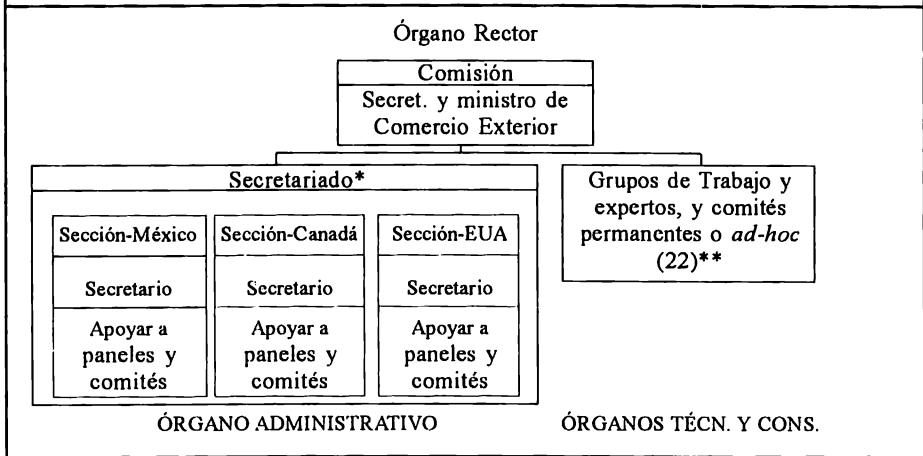 Órgano Rector
Comisión
Secret. y ministro de
Comercio Exterior
Secretariado*
Sección-México
Secretario
Apoyar a
paneles y
comités
Sección-Canadá
Secretario
Apoyar a
paneles y
comités
Sección-EUA
Secretario
Apoyar a
paneles y
comités
Grupos de Trabajo y
expertos, y comités
permanentes o ad-hoc
(22)**
ÓRGANO ADMINISTRATIVO
ÓRGANOS TÉCN. Y CONS.